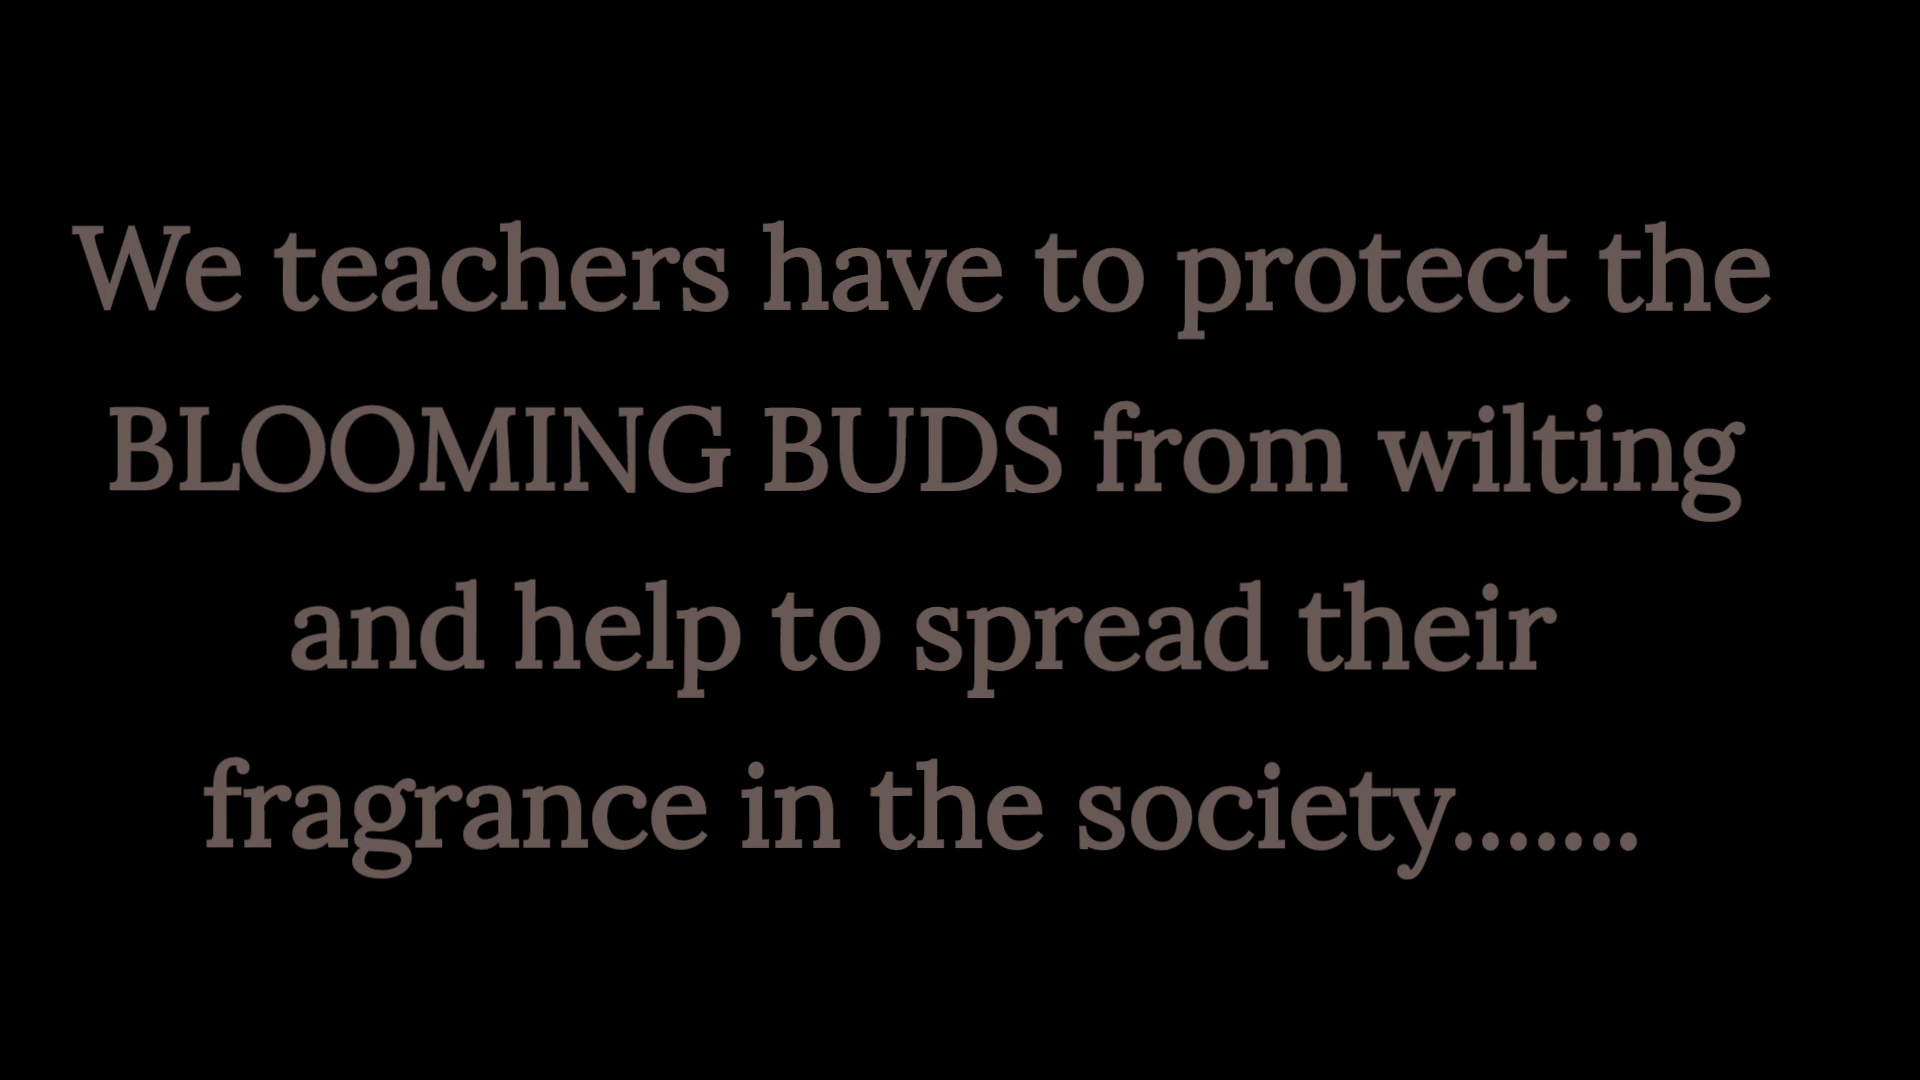 We teachers have to protect the
BLOOMING BUDS from wilting
and help to spread their
fragrance in the society.......